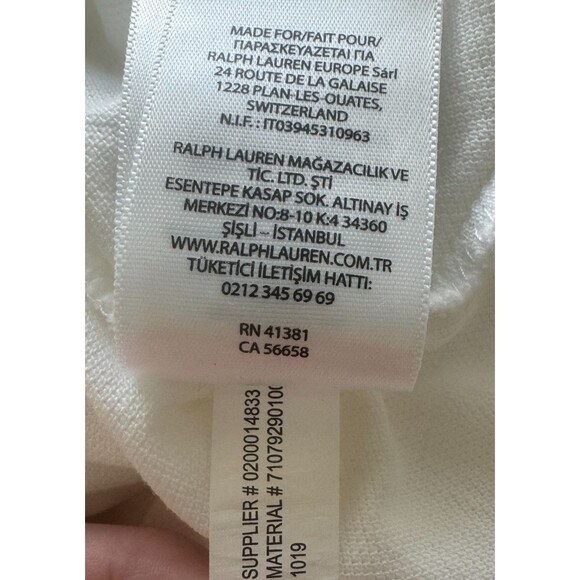 MADE FOR/FAIT POUR/
ΠΑΡΑΣΚΕΥΑΖΕΤΑΙ ΓΙΑ
RALPH LAUREN EUROPE Sárl
24 ROUTE DE LA GALAISE
1228 PLAN-LES-OUATES,
SWITZERLAND
N.I.F. : IT03945310963
RALPH LAUREN MAĞAZACILIK VE
TİC. LTD. ŞTİ
ESENTEPE KASAP SOK. ALTINAY İŞ
MERKEZİ NO:8-10 K:4 34360
ŞİŞLİ – İSTANBUL
WWW.RALPHLAUREN.COM.TR
TÜKETİCİ İLETİŞİM HATTI:
0212 345 69 69
RN 41381
CA 56658
SUPPLIER # 0200014833
MATERIAL # 71079290100
1019